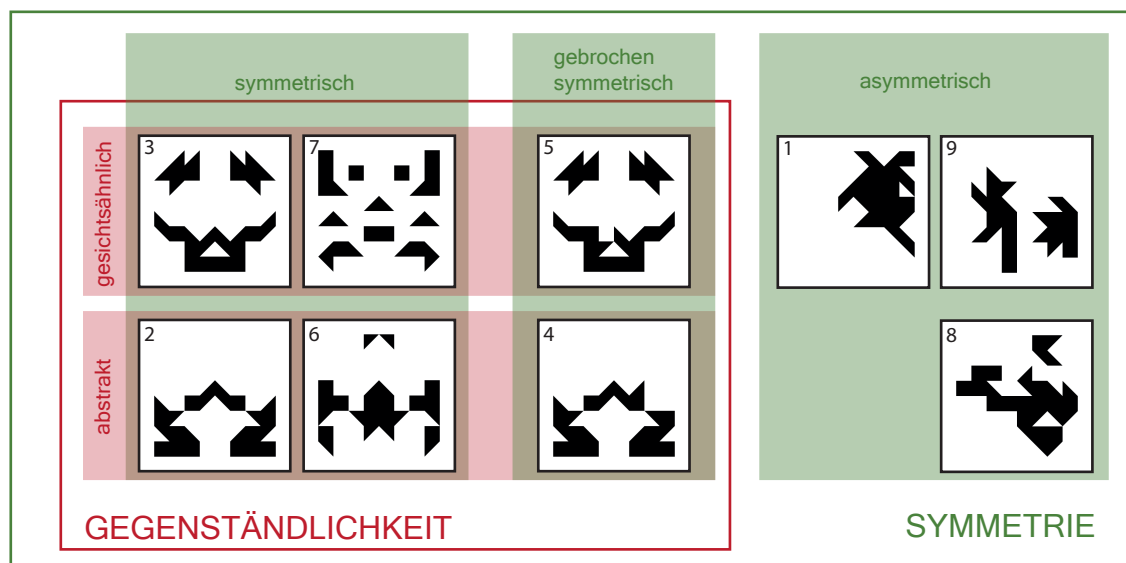 symmetrisch
gebrochen
symmetrisch
asymmetrisch
gesichtsähnlich
3
7
5
1
9
abstrakt
2
6
4
8
GEGENSTÄNDLICHKEIT
SYMMETRIE